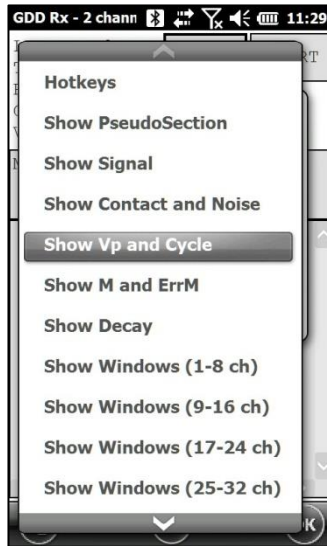 GDD Rx - 2 chann 11:29
Hotkeys
Show PseudoSection
Show Signal
Show Contact and Noise
Show Vp and Cycle
Show M and ErrM
Show Decay
Show Windows (1-8 ch)
Show Windows (9-16 ch)
Show Windows (17-24 ch)
Show Windows (25-32 ch)